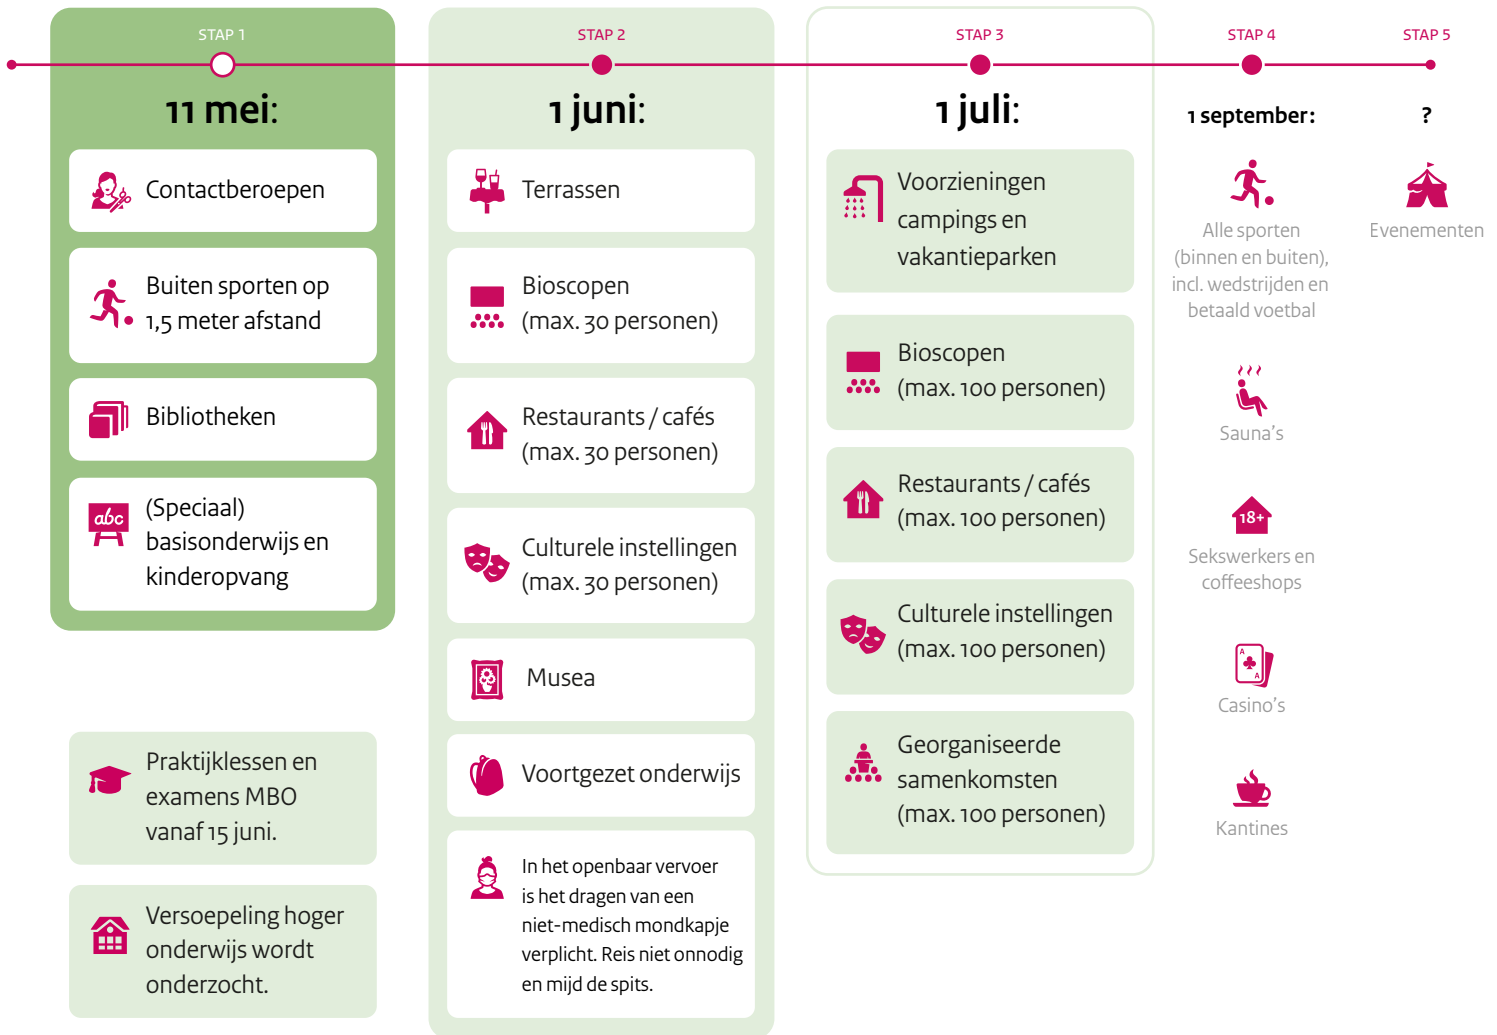 STAP 1
11 mei:
Contactberoepen
Buiten sporten op
1,5 meter afstand
Bibliotheken
abc
(Speciaal)
basisonderwijs en
kinderopvang
Praktijklessen en
examens MBO
vanaf 15 juni.
Versoepeling hoger
onderwijs wordt
onderzocht.
STAP 2
1 juni:
Terrassen
Bioscopen
(max. 30 personen)
Restaurants / cafés
(max. 30 personen)
Culturele instellingen
(max. 30 personen)
Musea
Voortgezet onderwijs
In het openbaar vervoer
is het dragen van een
niet-medisch mondkapje
verplicht. Reis niet onnodig
en mijd de spits.
STAP 3
1 juli:
Voorzieningen
campings en
vakantieparken
Bioscopen
(max. 100 personen)
Restaurants / cafés
(max. 100 personen)
Culturele instellingen
(max. 100 personen)
Georganiseerde
samenkomsten
(max. 100 personen)
STAP 4
1 september:
Alle sporten
(binnen en buiten),
incl. wedstrijden en
betaald voetbal
Sauna's
18+
Sekswerkers en
coffeeshops
A
A
Casino's
Kantines
STAP 5
?
Evenementen